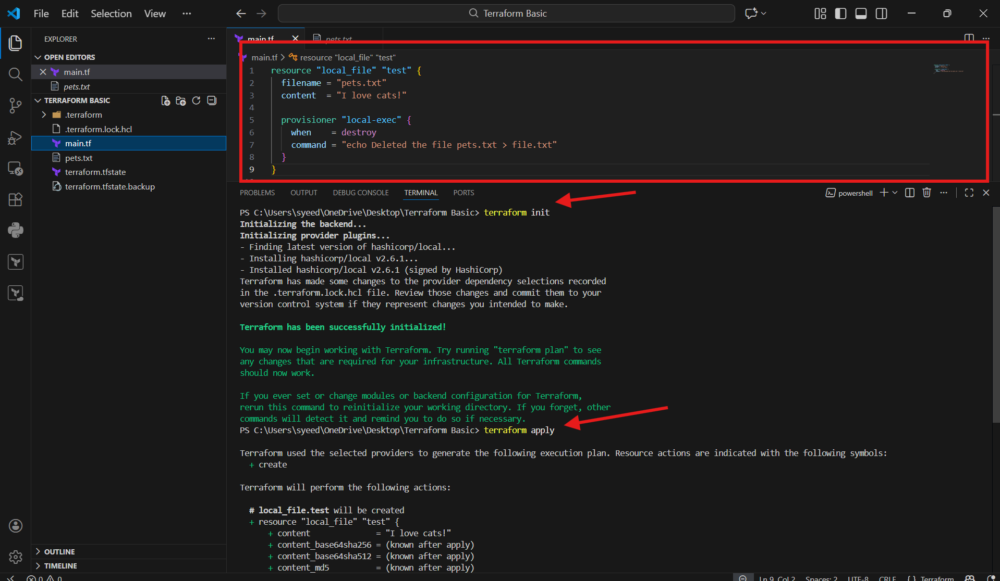 File Edit Selection View ···
Terraform Basic
EXPLORER
OPEN EDITORS
main.tf
pets.txt
TERRAFORM BASIC
.terraform
.terraform.lock.hcl
main.tf
pets.txt
terraform.tfstate
terraform.tfstate.backup
OUTLINE
TIMELINE
main.tf
pets.txt
main.tf > resource "local_file" "test"
1 resource "local_file" "test" {
2 filename = "pets.txt"
3 content = "I love cats!"
4
5 provisioner "local-exec" {
6 when = destroy
7 command = "echo Deleted the file pets.txt > file.txt"
8 }
9 }
PROBLEMS OUTPUT DEBUG CONSOLE TERMINAL PORTS
powershell
PS C:\Users\syeed\OneDrive\Desktop\Terraform Basic> terraform init
Initializing the backend...
Initializing provider plugins...
- Finding latest version of hashicorp/local...
- Installing hashicorp/local v2.6.1...
- Installed hashicorp/local v2.6.1 (signed by HashiCorp)
Terraform has made some changes to the provider dependency selections recorded
in the .terraform.lock.hcl file. Review those changes and commit them to your
version control system if they represent changes you intended to make.
Terraform has been successfully initialized!
You may now begin working with Terraform. Try running "terraform plan" to see
any changes that are required for your infrastructure. All Terraform commands
should now work.
If you ever set or change modules or backend configuration for Terraform,
rerun this command to reinitialize your working directory. If you forget, other
commands will detect it and remind you to do so if necessary.
PS C:\Users\syeed\OneDrive\Desktop\Terraform Basic> terraform apply
Terraform used the selected providers to generate the following execution plan. Resource actions are indicated with the following symbols:
+ create
Terraform will perform the following actions:
# local_file.test will be created
+ resource "local_file" "test" {
+ content = "I love cats!"
+ content_base64sha256 = (known after apply)
+ content_base64sha512 = (known after apply)
+ content_md5 = (known after apply)
0 0
Ln 9, Col 2 Spaces: 2 UTF-8 CRLF {} Terraform